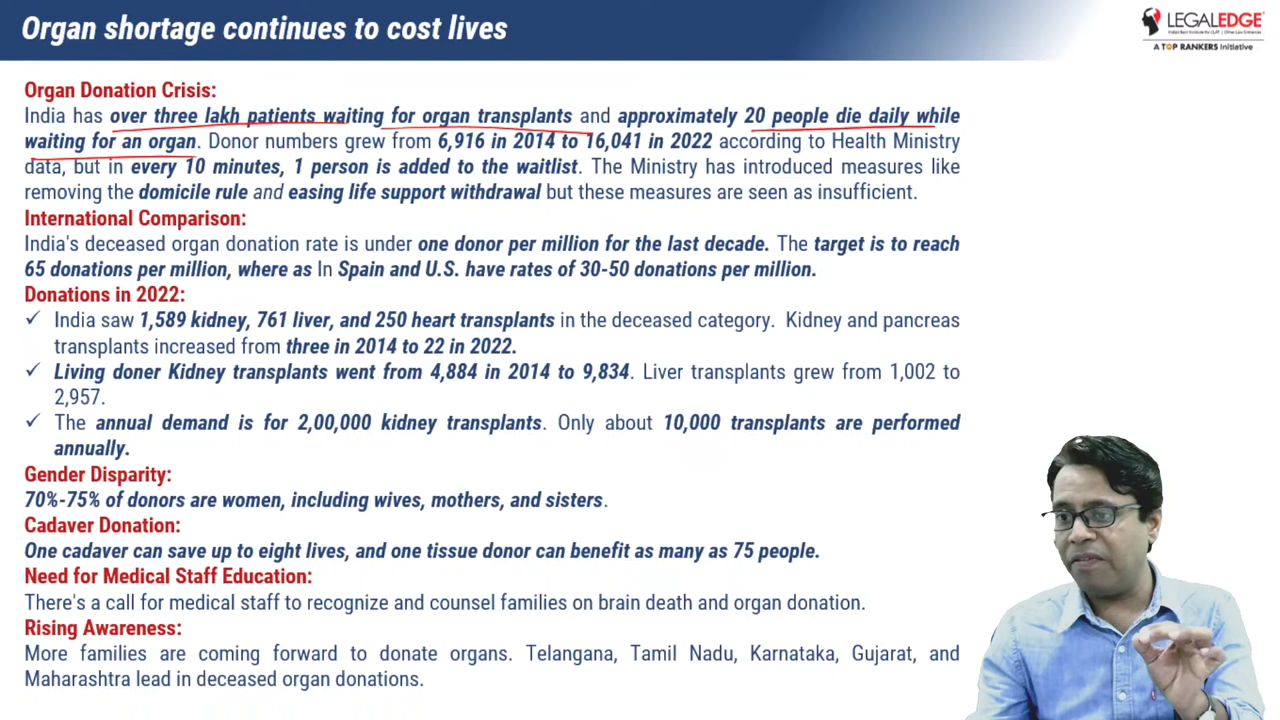 Organ shortage continues to cost lives
LEGALEDGE
India's Best Institute for CLAT | Other Law Entrances
A TOP RANKERS Initiative
Organ Donation Crisis:
India has over three lakh patients waiting for organ transplants and approximately 20 people die daily while
waiting for an organ. Donor numbers grew from 6,916 in 2014 to 16,041 in 2022 according to Health Ministry
data, but in every 10 minutes, 1 person is added to the waitlist. The Ministry has introduced measures like
removing the domicile rule and easing life support withdrawal but these measures are seen as insufficient.
International Comparison:
India's deceased organ donation rate is under one donor per million for the last decade. The target is to reach
65 donations per million, where as In Spain and U.S. have rates of 30-50 donations per million.
Donations in 2022:
✓ India saw 1,589 kidney, 761 liver, and 250 heart transplants in the deceased category. Kidney and pancreas
transplants increased from three in 2014 to 22 in 2022.
✓ Living doner Kidney transplants went from 4,884 in 2014 to 9,834. Liver transplants grew from 1,002 to
2,957.
✓ The annual demand is for 2,00,000 kidney transplants. Only about 10,000 transplants are performed
annually.
Gender Disparity:
70%-75% of donors are women, including wives, mothers, and sisters.
Cadaver Donation:
One cadaver can save up to eight lives, and one tissue donor can benefit as many as 75 people.
Need for Medical Staff Education:
There's a call for medical staff to recognize and counsel families on brain death and organ donation.
Rising Awareness:
More families are coming forward to donate organs. Telangana, Tamil Nadu, Karnataka, Gujarat, and
Maharashtra lead in deceased organ donations.